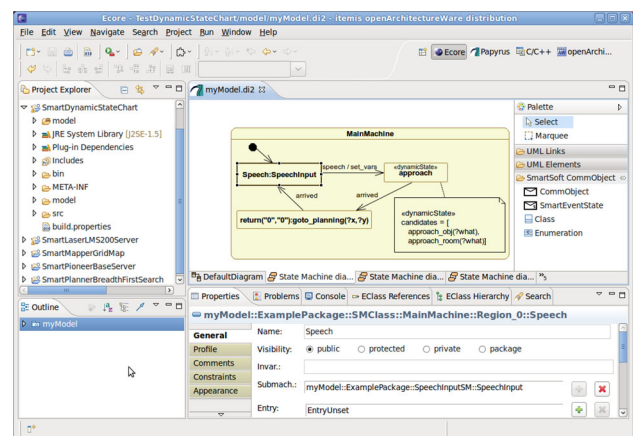 Ecore - TestDynamicStateChart/model/myModel.di2 - itemis openArchitectureWare distribution
File Edit View Navigate Search Project Run Window Help
Ecore Papyrus C/C++ openArchi...
Project Explorer
SmartDynamicStateChart
model
JRE System Library [J2SE-1.5]
Plug-in Dependencies
Includes
bin
META-INF
model
src
build.properties
SmartLaserLMS200Server
SmartMapperGridMap
SmartPioneerBaseServer
SmartPlannerBreadthFirstSearch
Outline
myModel
myModel.di2
MainMachine
Speech:SpeechInput
speech / set_vars
«dynamicState»
approach
arrived
arrived
return("0","0"):goto_planning(?x,?y)
«dynamicState»
candidates = [
approach_obj(?what),
approach_room(?what)]
Palette
Select
Marquee
UML Links
UML Elements
SmartSoft CommObject
CommObject
SmartEventState
Class
Enumeration
DefaultDiagram State Machine dia... State Machine dia... State Machine dia... State Machine dia... »5
Properties Problems Console EClass References EClass Hierarchy Search
myModel::ExamplePackage::SMClass::MainMachine::Region_0::Speech
General
Profile
Comments
Constraints
Appearance
Name: Speech
Visibility: public protected private package
Invar.:
Submach.: myModel::ExamplePackage::SpeechInputSM::SpeechInput
Entry: EntryUnset